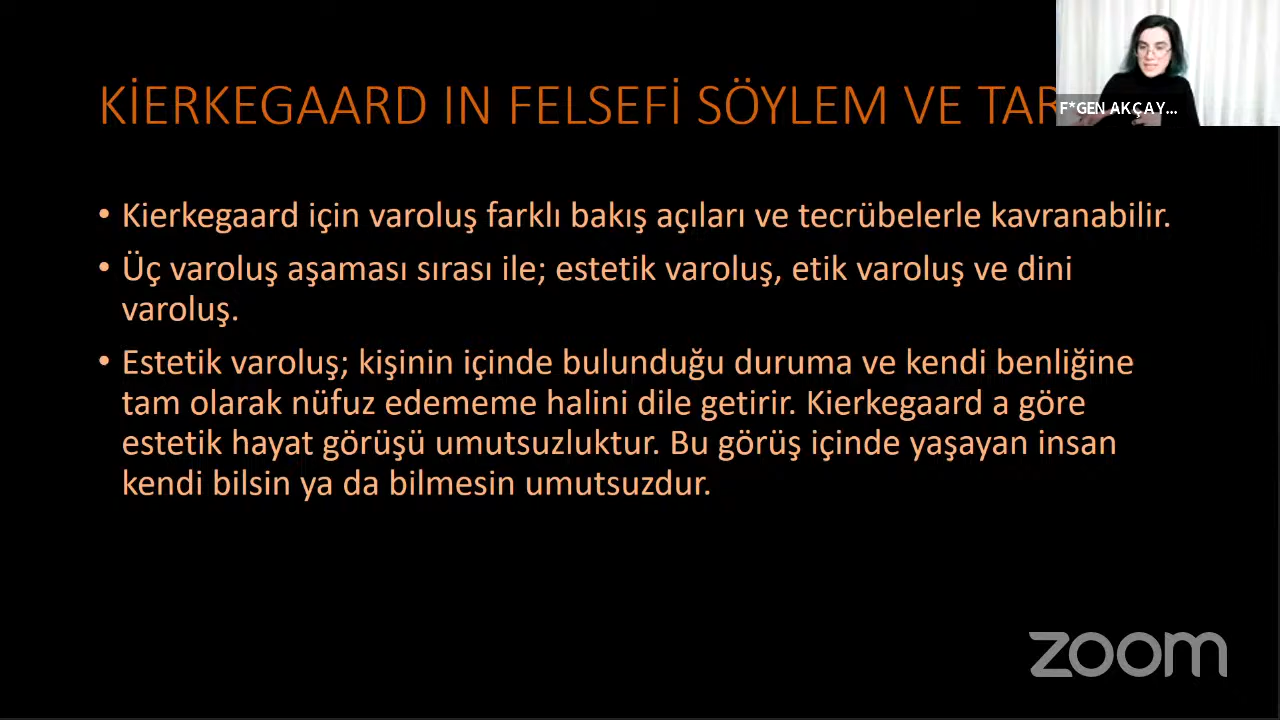 KİERKEGAARD IN FELSEFİ SÖYLEM VE TAR
F*GEN AKÇAY...
• Kierkegaard için varoluş farklı bakış açıları ve tecrübelerle kavranabilir.
• Üç varoluş aşaması sırası ile; estetik varoluş, etik varoluş ve dini
varoluş.
• Estetik varoluş; kişinin içinde bulunduğu duruma ve kendi benliğine
tam olarak nüfuz edememe halini dile getirir. Kierkegaard a göre
estetik hayat görüşü umutsuzluktur. Bu görüş içinde yaşayan insan
kendi bilsin ya da bilmesin umutsuzdur.
zoom